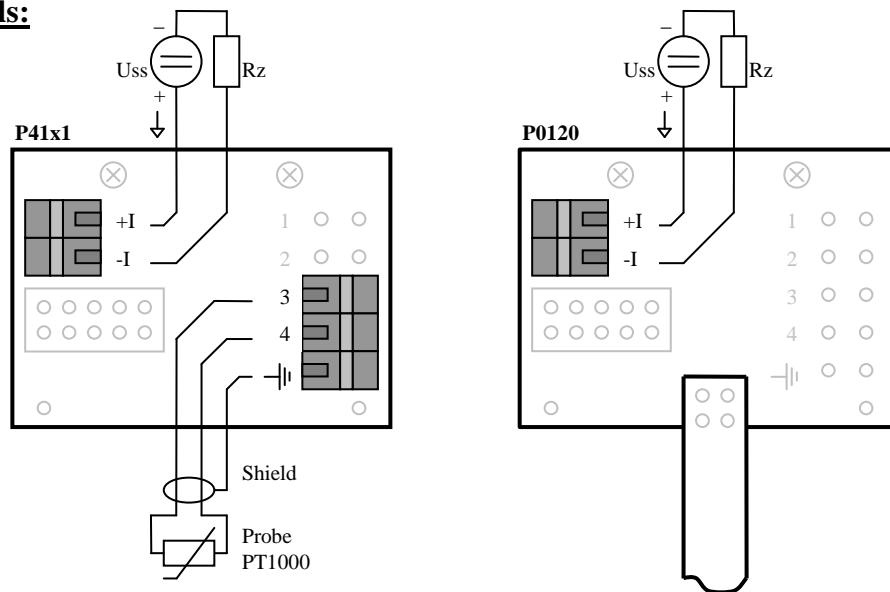 ls:
−
Uss
Rz
+
P41x1
+I
-I
1
2
3
4
Shield
Probe
PT1000
−
Uss
Rz
+
P0120
+I
-I
1
2
3
4